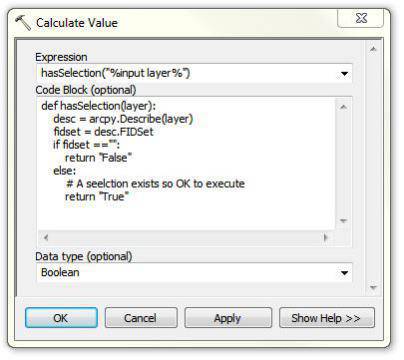 Calculate Value
Expression
hasSelection("%input layer%")
Code Block (optional)
def hasSelection(layer):
    desc = arcpy.Describe(layer)
    fidset = desc.FIDSet
    if fidset =="":
        return "False"
    else:
        # A seelction exists so OK to execute
        return "True"
Data type (optional)
Boolean
OK
Cancel
Apply
Show Help >>